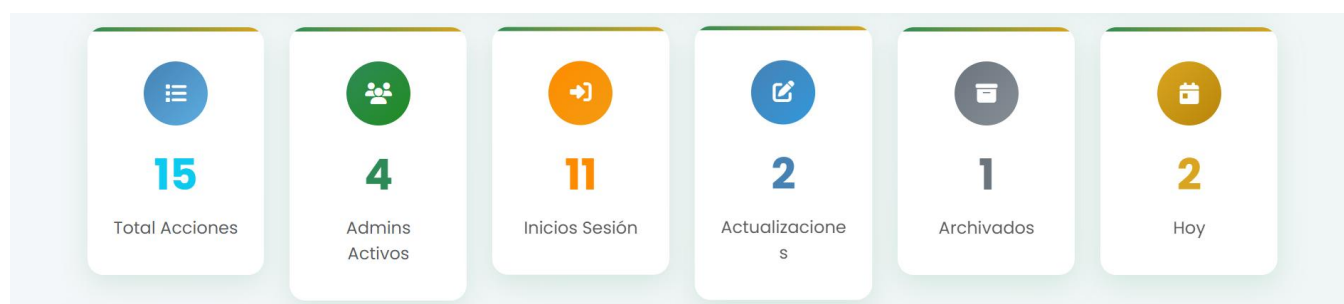 15
Total Acciones
4
Admins
Activos
11
Inicios Sesión
2
Actualizacione
s
1
Archivados
2
Hoy